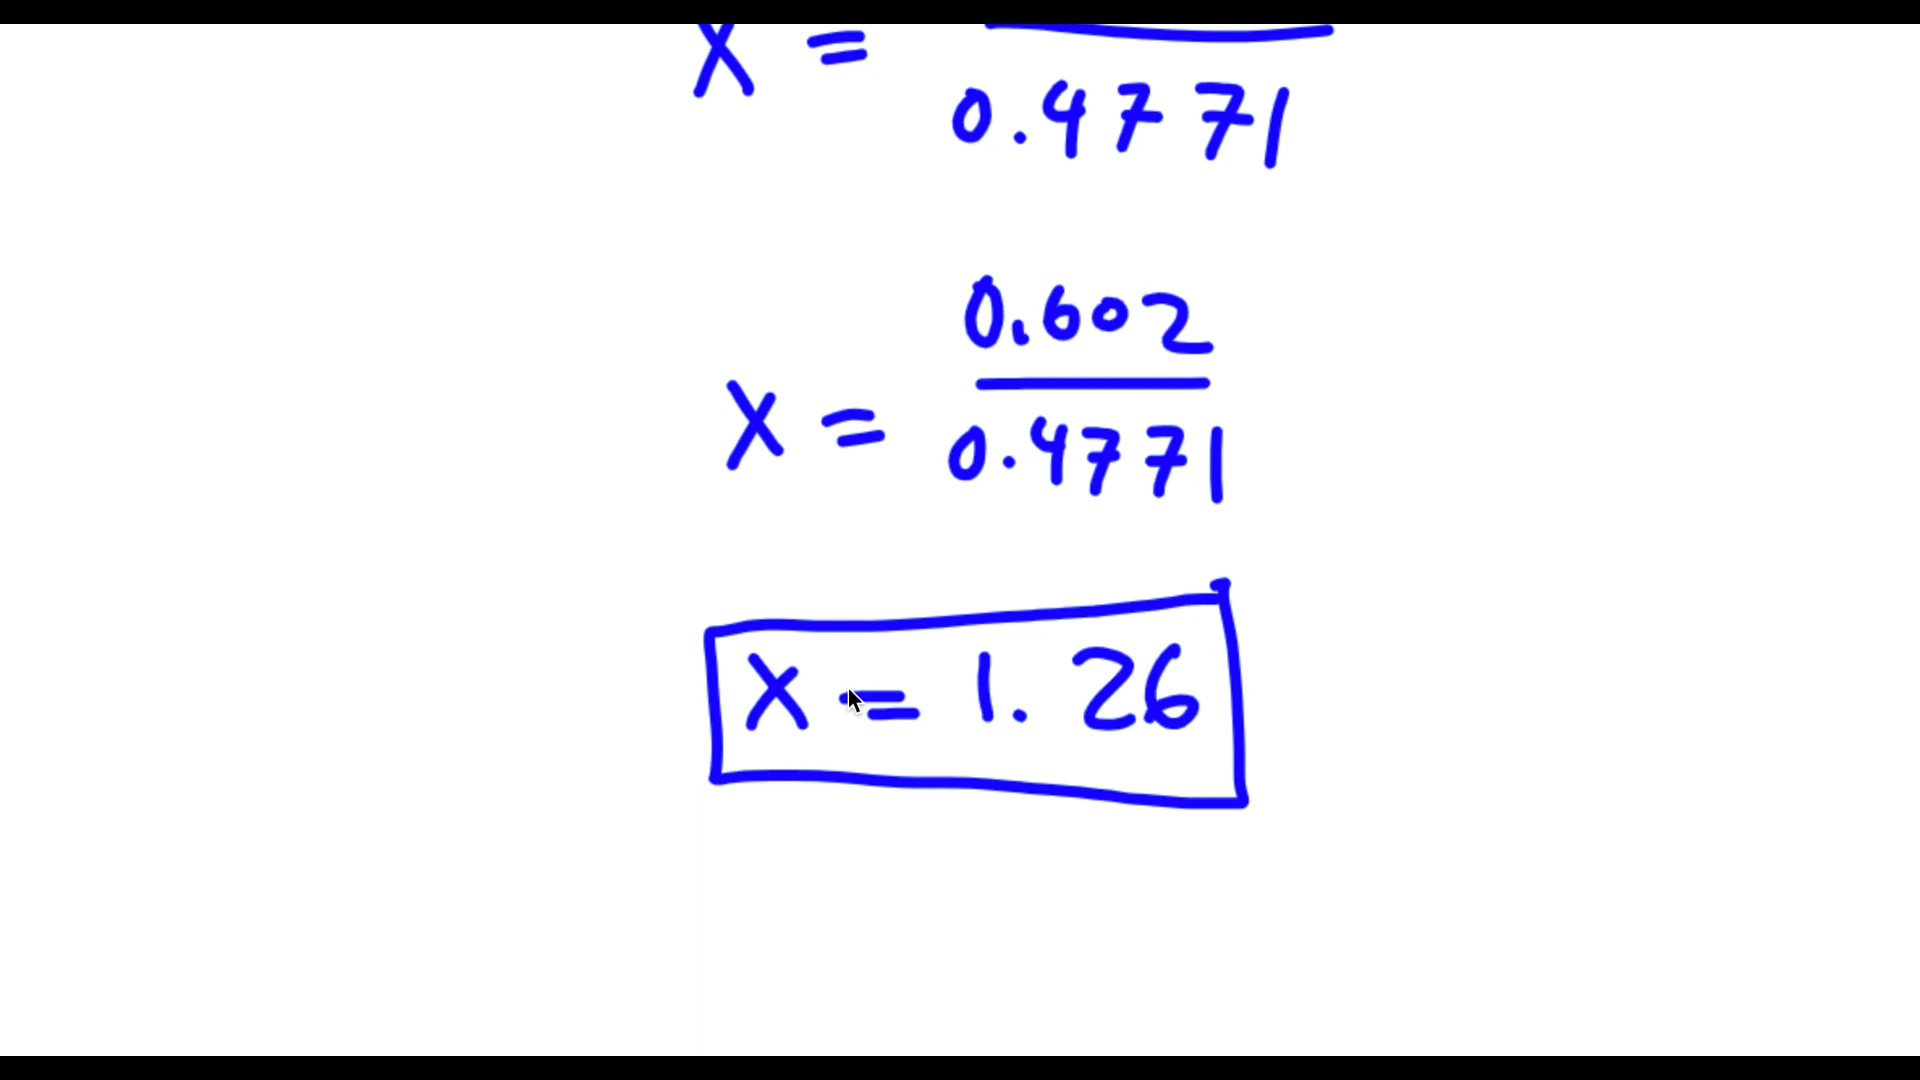 X =
0.4771
0.602
X =
0.4771
X = 1.26